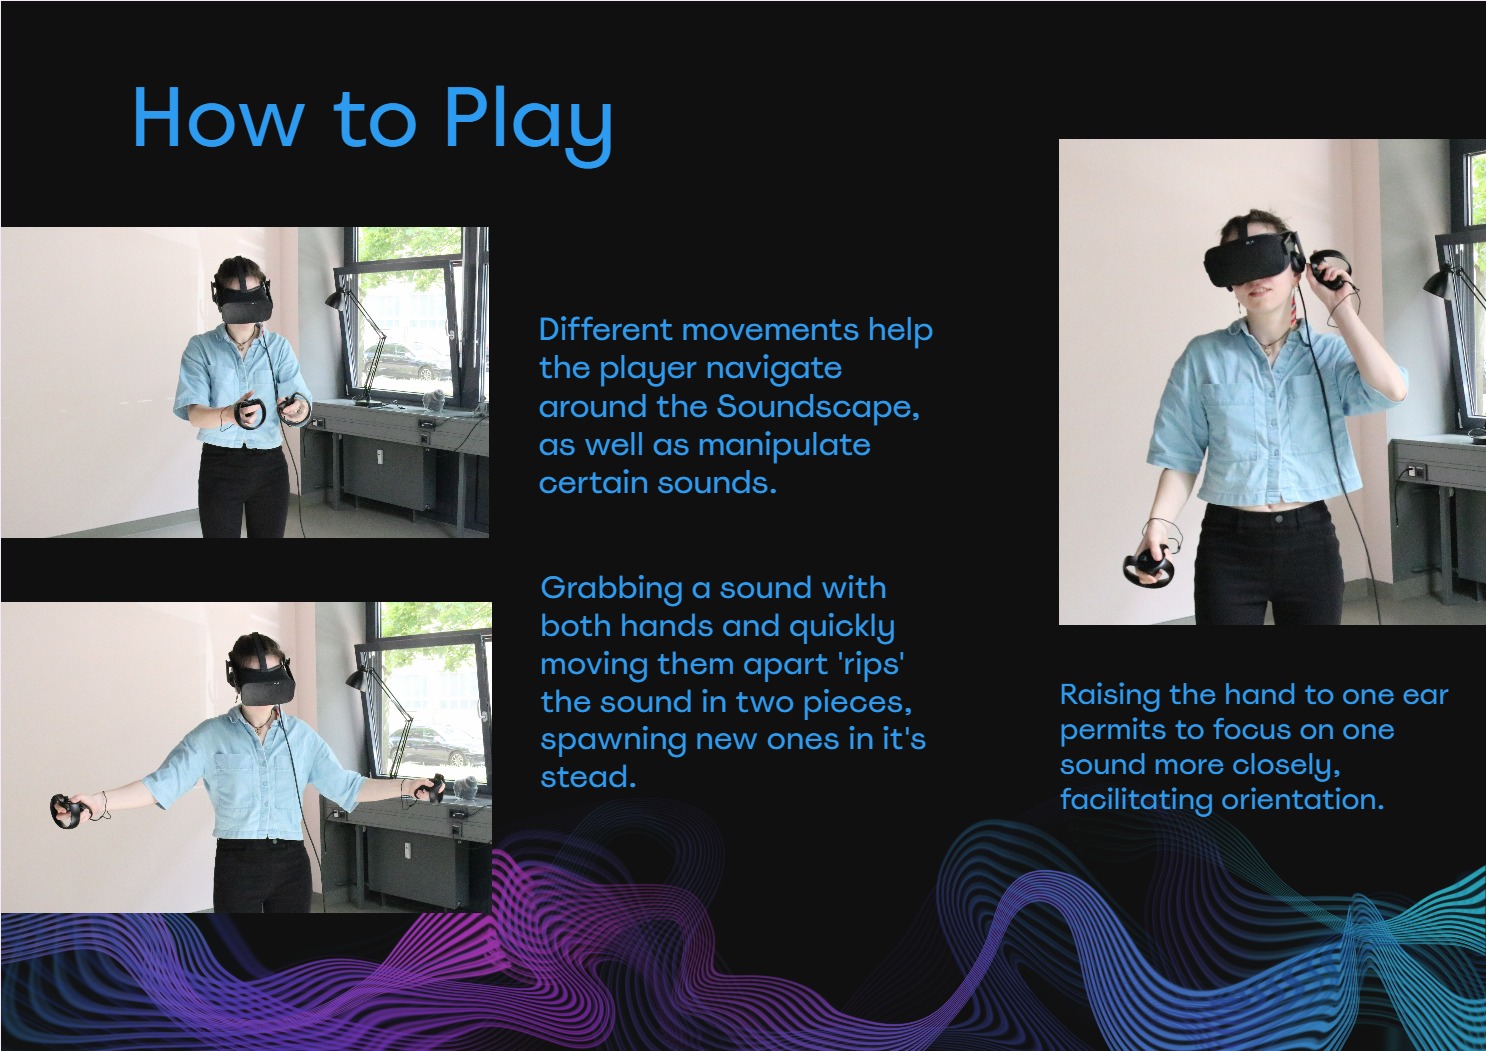 How to Play
Different movements help
the player navigate
around the Soundscape,
as well as manipulate
certain sounds.
Grabbing a sound with
both hands and quickly
moving them apart 'rips'
the sound in two pieces,
spawning new ones in it's
stead.
Raising the hand to one ear
permits to focus on one
sound more closely,
facilitating orientation.